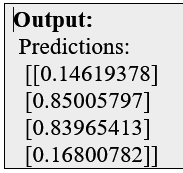 Output:
Predictions:
[[0.14619378]
[0.85005797]
[0.83965413]
[0.16800782]]